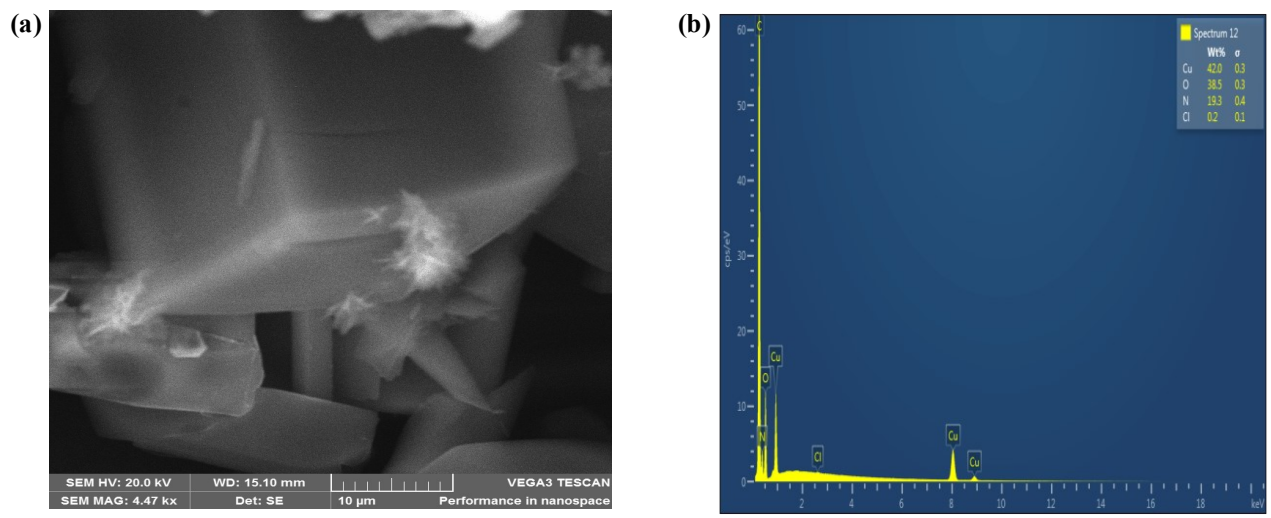 (a)
SEM HV: 20.0 kV WD: 15.10 mm VEGA3 TESCAN
SEM MAG: 4.47 kx Det: SE 10 µm Performance in nanospace
(b)
cps/eV
60
50
40
30
20
10
0
C
O
N
Cu
Cl
Cu
Cu
2 4 6 8 10 12 14 16 18 keV
Spectrum 12
Wt% σ
Cu 42.0 0.3
O 38.5 0.3
N 19.3 0.4
Cl 0.2 0.1